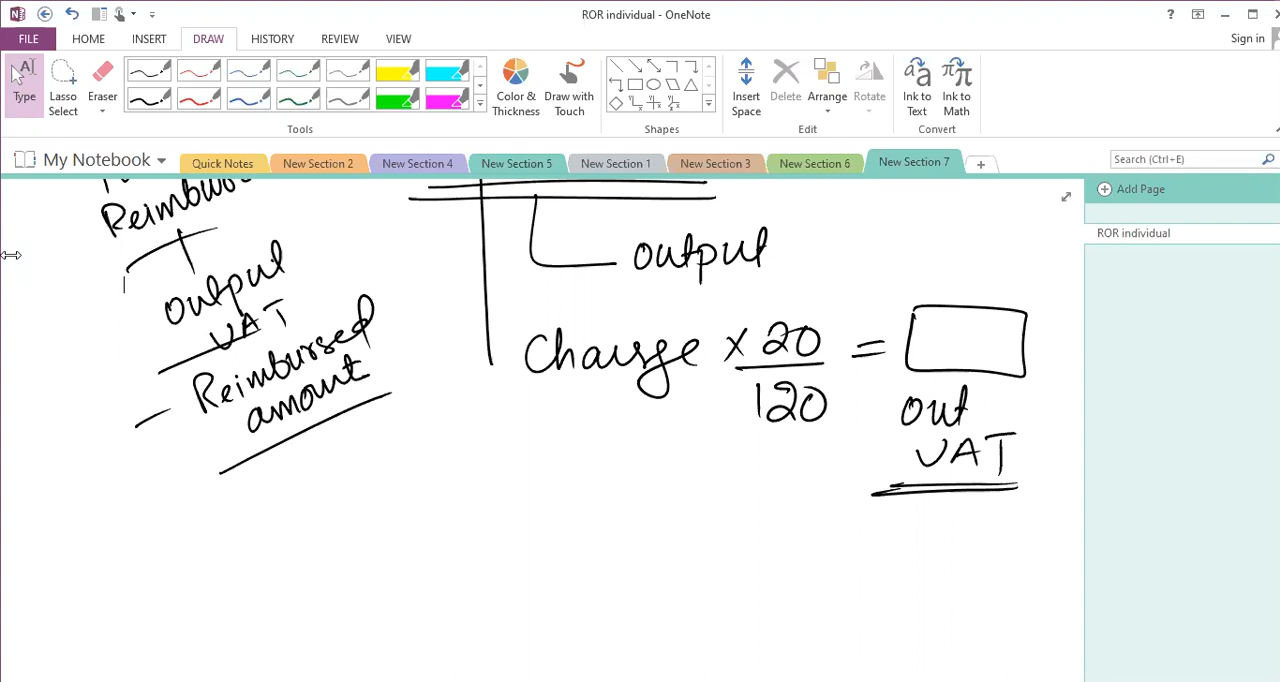 ROR individual - OneNote
?
Sign in
FILE
HOME
INSERT
DRAW
HISTORY
REVIEW
VIEW
Type
Lasso
Select
Eraser
Color &
Thickness
Draw with
Touch
Insert
Space
Delete
Arrange
Rotate
Ink to
Text
Ink to
Math
Tools
Shapes
Edit
Convert
My Notebook
Quick Notes
New Section 2
New Section 4
New Section 5
New Section 1
New Section 3
New Section 6
New Section 7
Search (Ctrl+E)
Add Page
ROR individual
output
VAT
Reimbursed
amount
output
Charge × 20 =
120
out
VAT